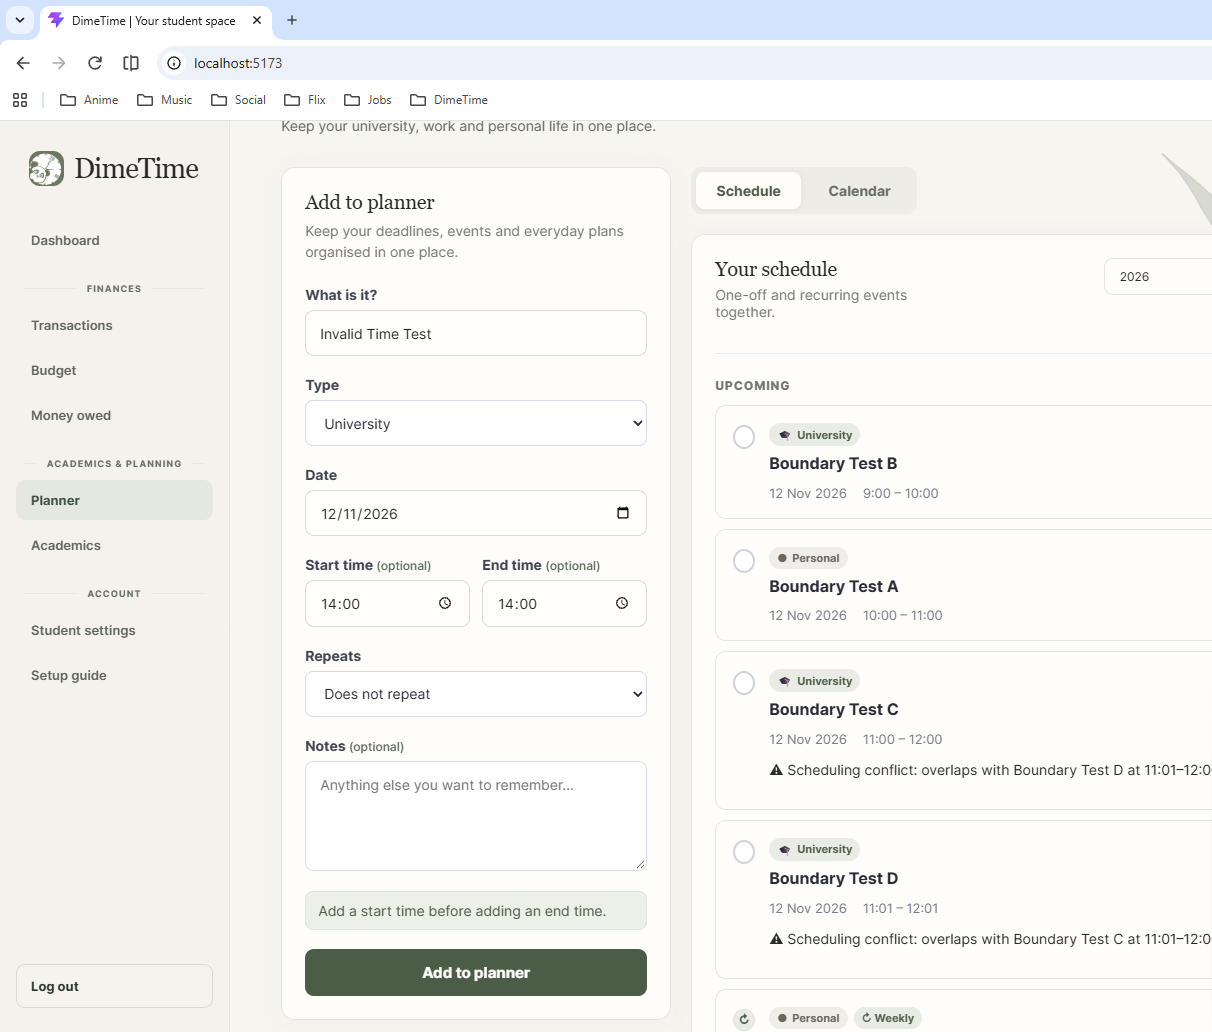 DimeTime | Your student space
localhost:5173
Anime
Music
Social
Flix
Jobs
DimeTime
DimeTime
Dashboard
FINANCES
Transactions
Budget
Money owed
ACADEMICS & PLANNING
Planner
Academics
ACCOUNT
Student settings
Setup guide
Log out
Keep your university, work and personal life in one place.
Add to planner
Keep your deadlines, events and everyday plans
organised in one place.
What is it?
Invalid Time Test
Type
University
Date
12/11/2026
Start time (optional)
End time (optional)
14:00
14:00
Repeats
Does not repeat
Notes (optional)
Anything else you want to remember...
Add a start time before adding an end time.
Add to planner
Schedule
Calendar
Your schedule
One-off and recurring events
together.
2026
UPCOMING
University
Boundary Test B
12 Nov 2026 9:00 – 10:00
Personal
Boundary Test A
12 Nov 2026 10:00 – 11:00
University
Boundary Test C
12 Nov 2026 11:00 – 12:00
⚠ Scheduling conflict: overlaps with Boundary Test D at 11:01–12:0
University
Boundary Test D
12 Nov 2026 11:01 – 12:01
⚠ Scheduling conflict: overlaps with Boundary Test C at 11:01–12:0
Personal
Weekly